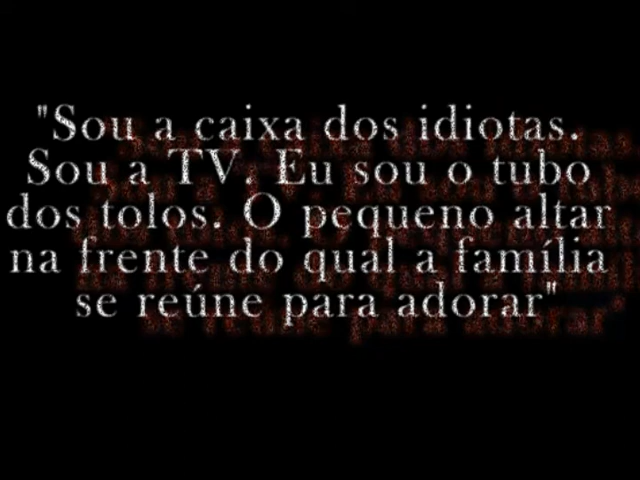 "Sou a caixa dos idiotas.
Sou a TV. Eu sou o tubo
dos tolos. O pequeno altar
na frente do qual a família
se reúne para adorar"